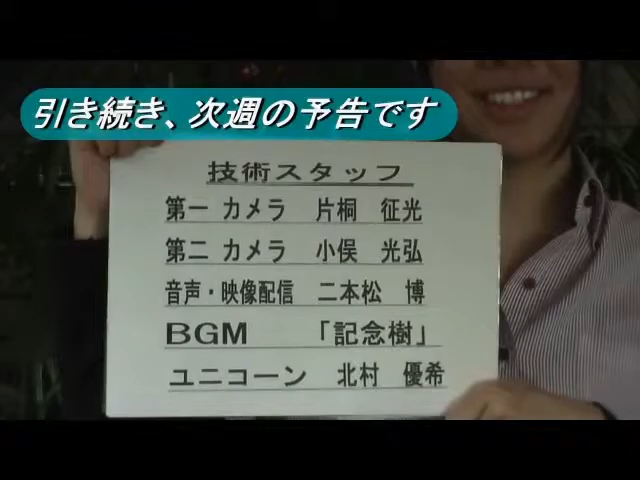 引き続き、次週の予告です
技術スタッフ
第一 カメラ 片桐 征光
第二 カメラ 小俣 光弘
音声・映像配信 二本松 博
BGM 「記念樹」
ユニコーン 北村 優希